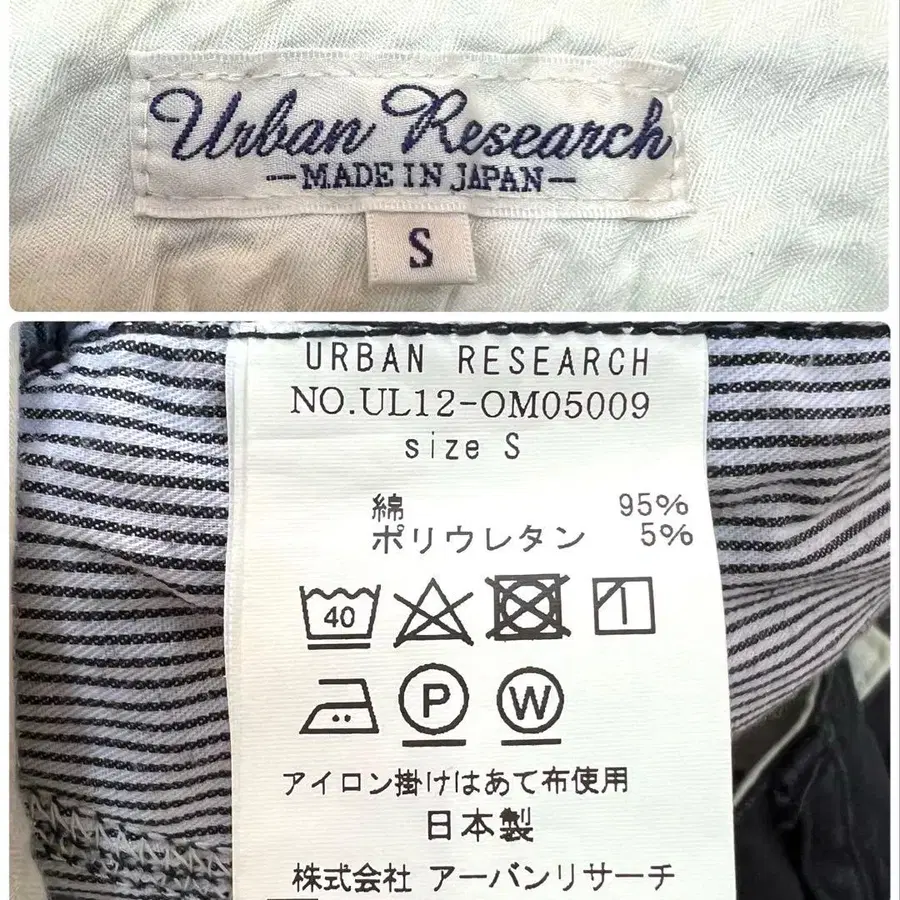 Urban Research
—MADE IN JAPAN—
S
URBAN RESEARCH
NO.UL12-OM05009
size S
綿 95%
ポリウレタン 5%
40
P W
アイロン掛けはあて布使用
日本製
株式会社 アーバンリサーチ